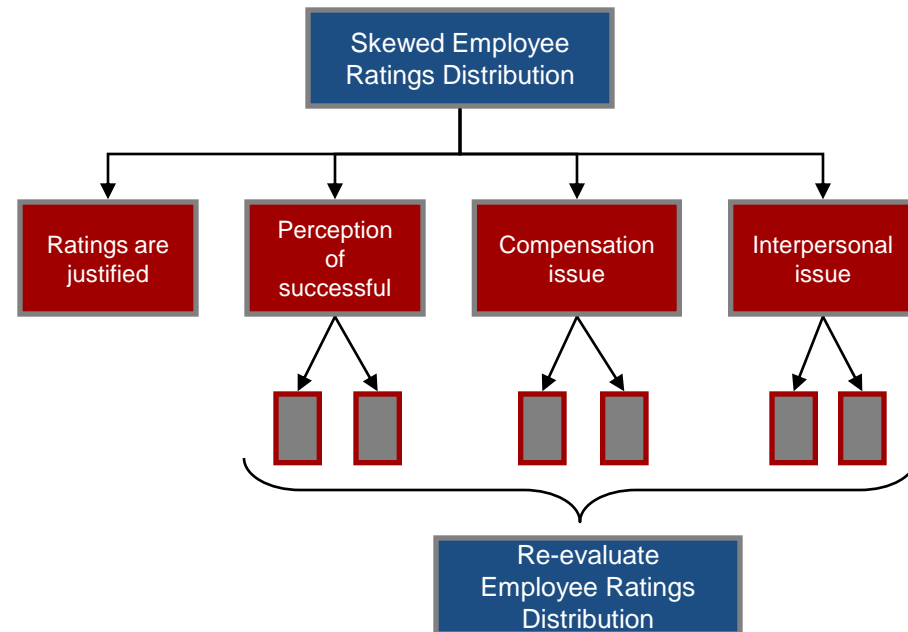 Skewed Employee
Ratings Distribution
Ratings are
justified
Perception
of
successful
Compensation
issue
Interpersonal
issue
Re-evaluate
Employee Ratings
Distribution